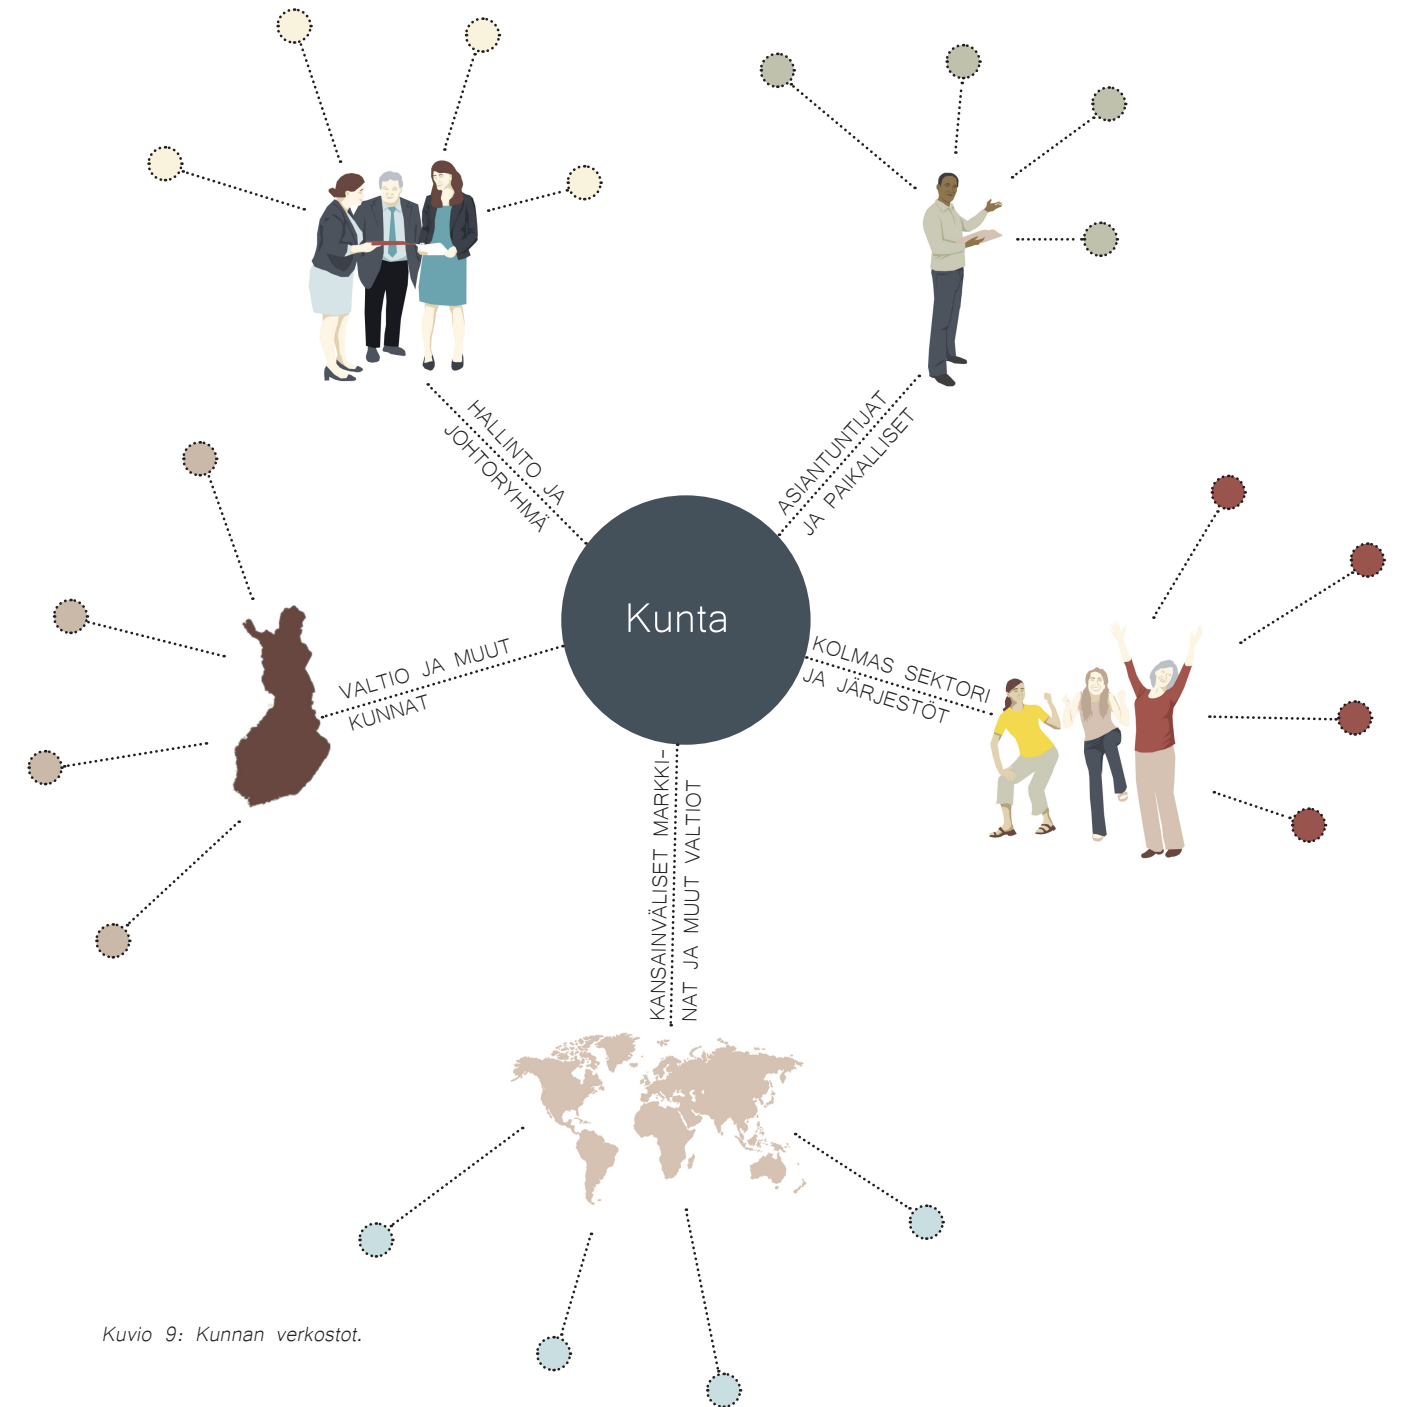 HALLINTO JA
JOHTORYHMÄ
ASIANTUNTIJAT
JA PAIKALLISET
Kunta
VALTIO JA MUUT
KUNNAT
KOLMAS SEKTORI
JA JÄRJESTÖT
KANSAINVÄLISET MARKKI-
NAT JA MUUT VALTIOT
Kuvio 9: Kunnan verkostot.